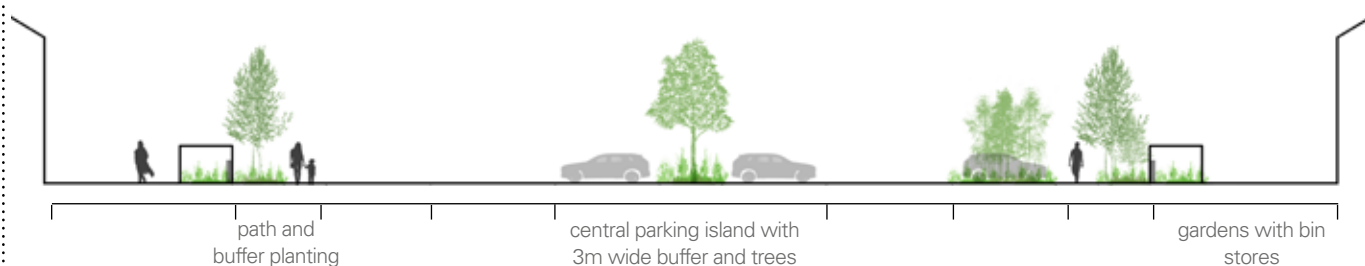 path and
buffer planting
central parking island with
3m wide buffer and trees
gardens with bin
stores